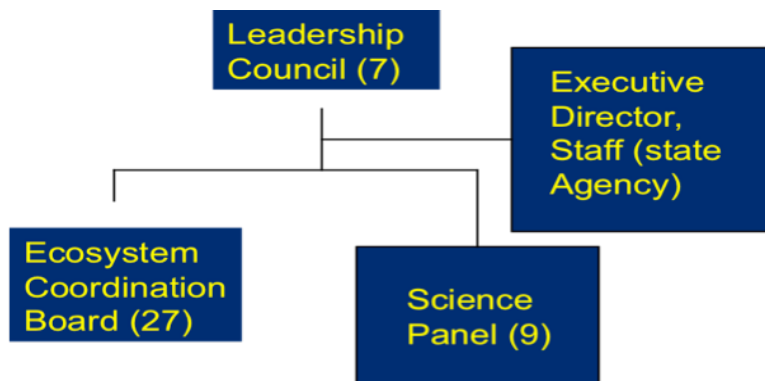 Leadership
Council (7)
Executive
Director,
Staff (state
Agency)
Ecosystem
Coordination
Board (27)
Science
Panel (9)